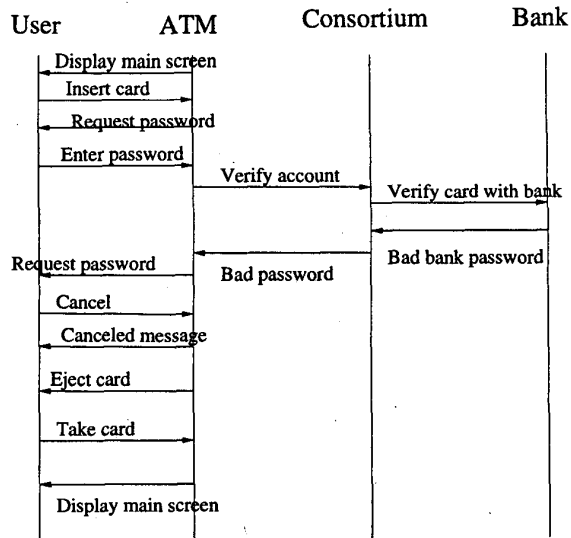 User ATM Consortium Bank
Display main screen
Insert card
Request password
Enter password
Verify account
Verify card with bank
Bad bank password
Bad password
Request password
Cancel
Canceled message
Eject card
Take card
Display main screen